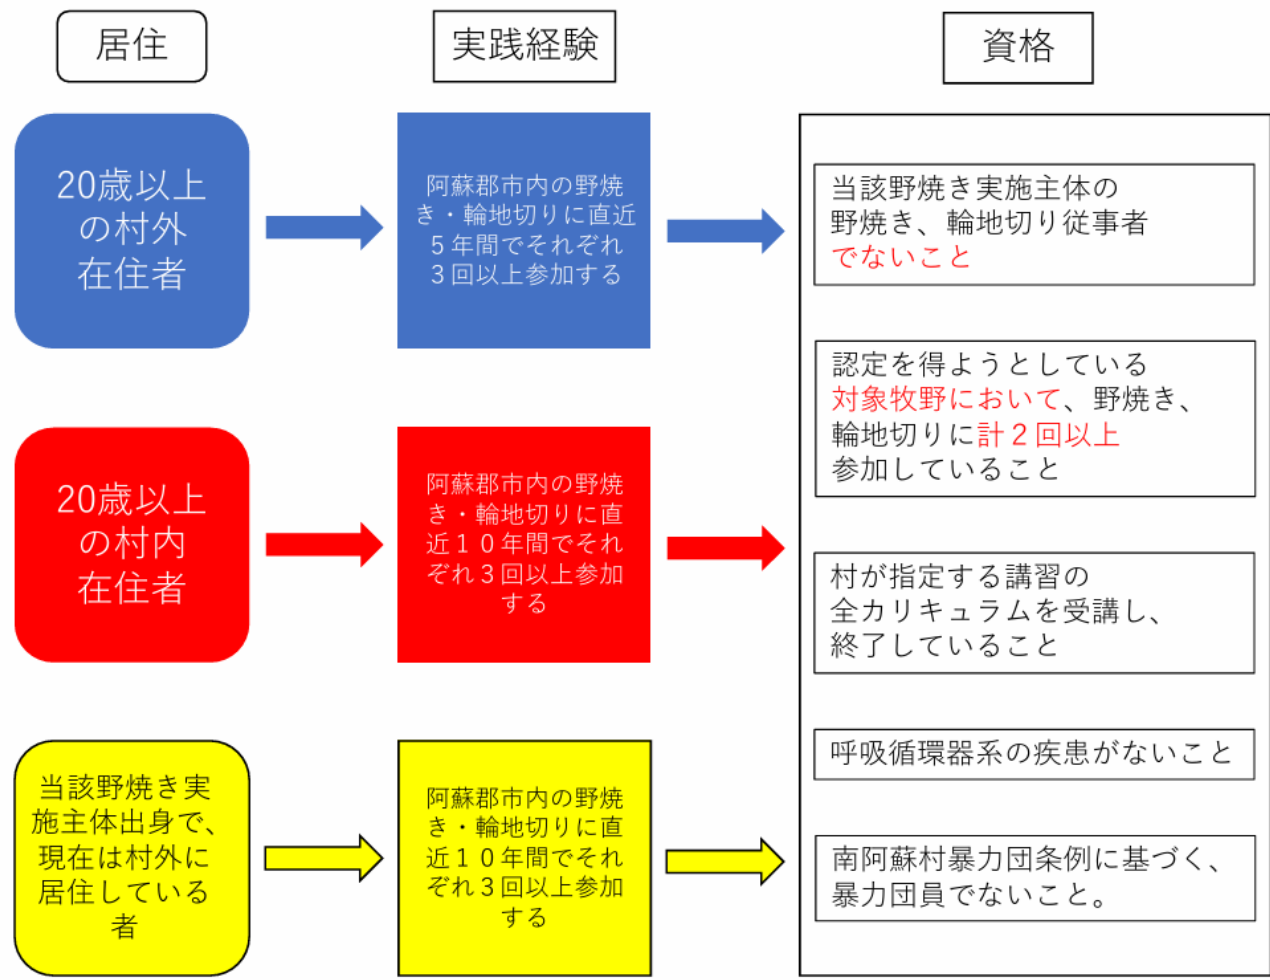 居住
実践経験
資格
20歳以上
の村外
在住者
阿蘇郡市内の野焼
き・輪地切りに直近
５年間でそれぞれ
３回以上参加する
20歳以上
の村内
在住者
阿蘇郡市内の野焼
き・輪地切りに直
近１０年間でそれ
ぞれ３回以上参加
する
当該野焼き実
施主体出身で、
現在は村外に
居住している
者
阿蘇郡市内の野焼
き・輪地切りに直
近１０年間でそれ
ぞれ３回以上参加
する
当該野焼き実施主体の
野焼き、輪地切り従事者
でないこと
認定を得ようとしている
対象牧野において、野焼き、
輪地切りに計２回以上
参加していること
村が指定する講習の
全カリキュラムを受講し、
終了していること
呼吸循環器系の疾患がないこと
南阿蘇村暴力団条例に基づく、
暴力団員でないこと。